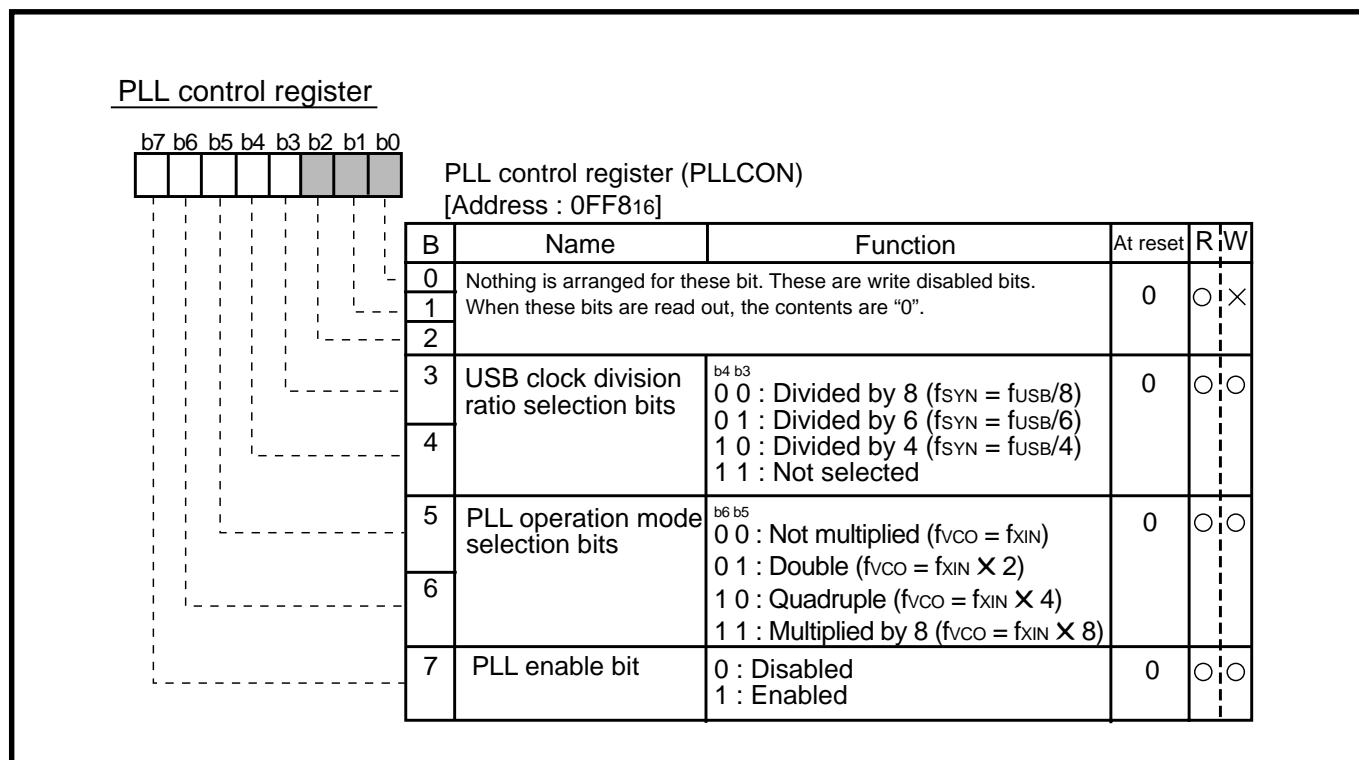 PLL control register
b7 b6 b5 b4 b3 b2 b1 b0
PLL control register (PLLCON)
[Address : 0FF816]
B Name Function At reset R W
0 Nothing is arranged for these bit. These are write disabled bits.
1 When these bits are read out, the contents are “0”. 0 ○ ×
2
3 USB clock division ratio selection bits 0 ○ ○
b4 b3
0 0 : Divided by 8 (fSYN = fUSB/8)
0 1 : Divided by 6 (fSYN = fUSB/6)
4 1 0 : Divided by 4 (fSYN = fUSB/4)
1 1 : Not selected
5 PLL operation mode selection bits 0 ○ ○
b6 b5
0 0 : Not multiplied (fVCO = fXIN)
0 1 : Double (fVCO = fXIN × 2)
6 1 0 : Quadruple (fVCO = fXIN × 4)
1 1 : Multiplied by 8 (fVCO = fXIN × 8)
7 PLL enable bit 0 : Disabled 0 ○ ○
1 : Enabled